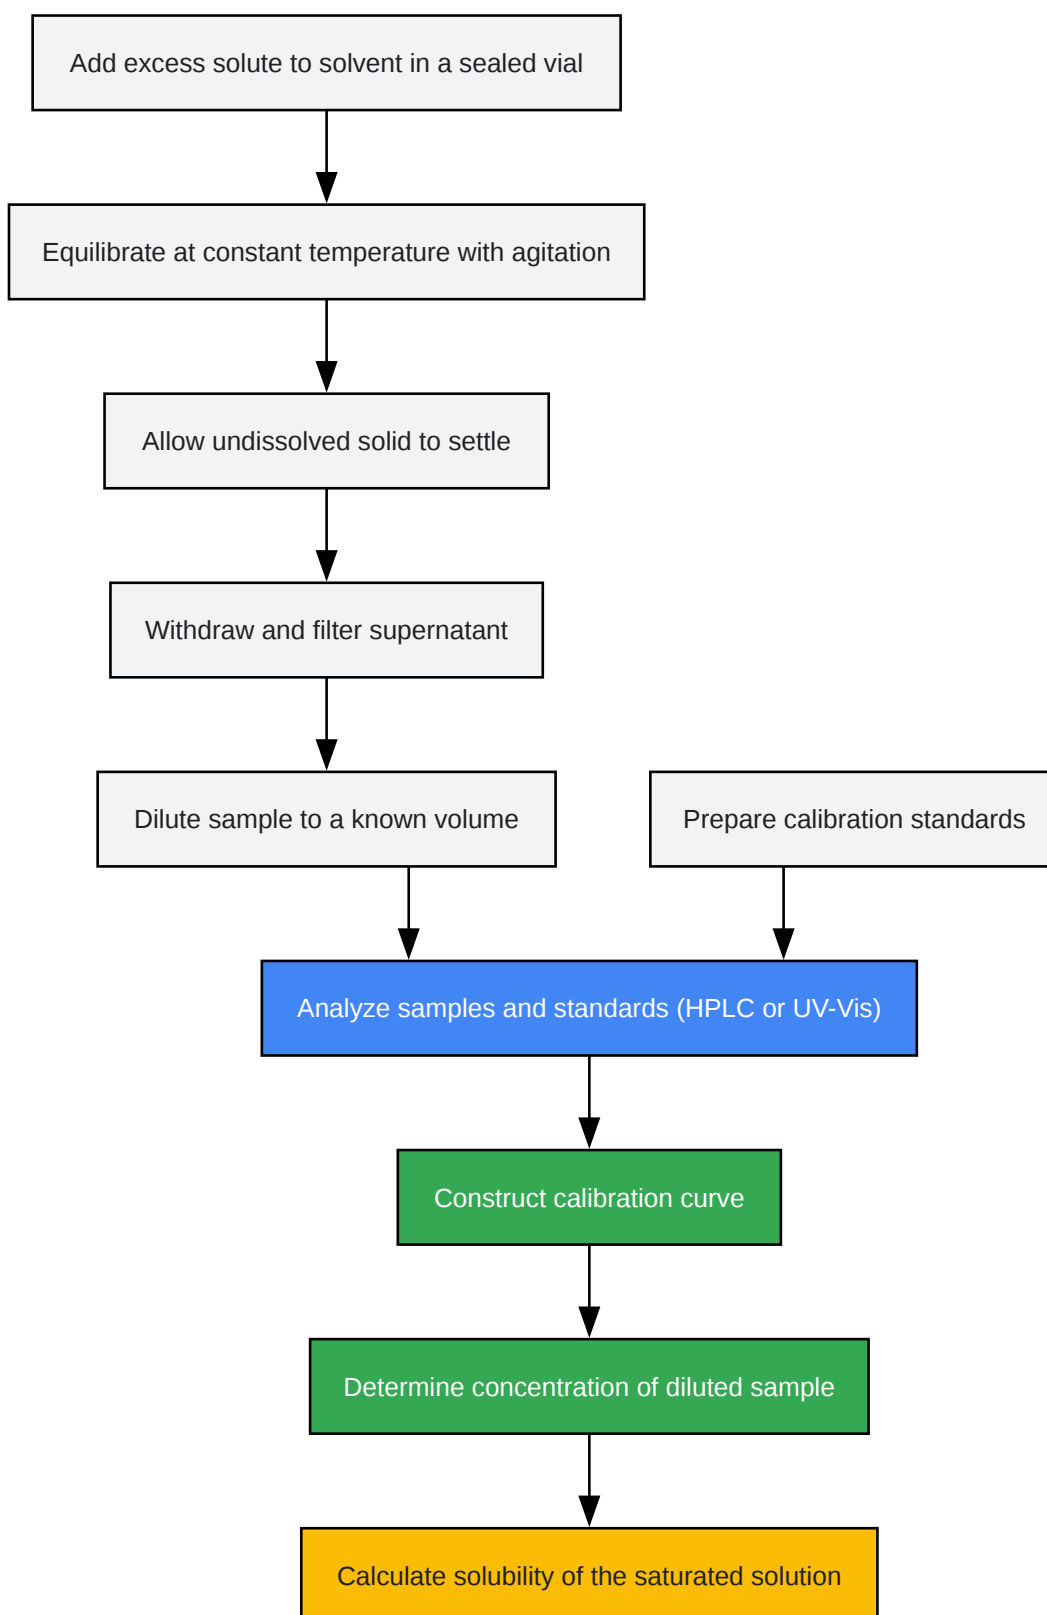 Add excess solute to solvent in a sealed vial
Equilibrate at constant temperature with agitation
Allow undissolved solid to settle
Withdraw and filter supernatant
Dilute sample to a known volume
Prepare calibration standards
Analyze samples and standards (HPLC or UV-Vis)
Construct calibration curve
Determine concentration of diluted sample
Calculate solubility of the saturated solution